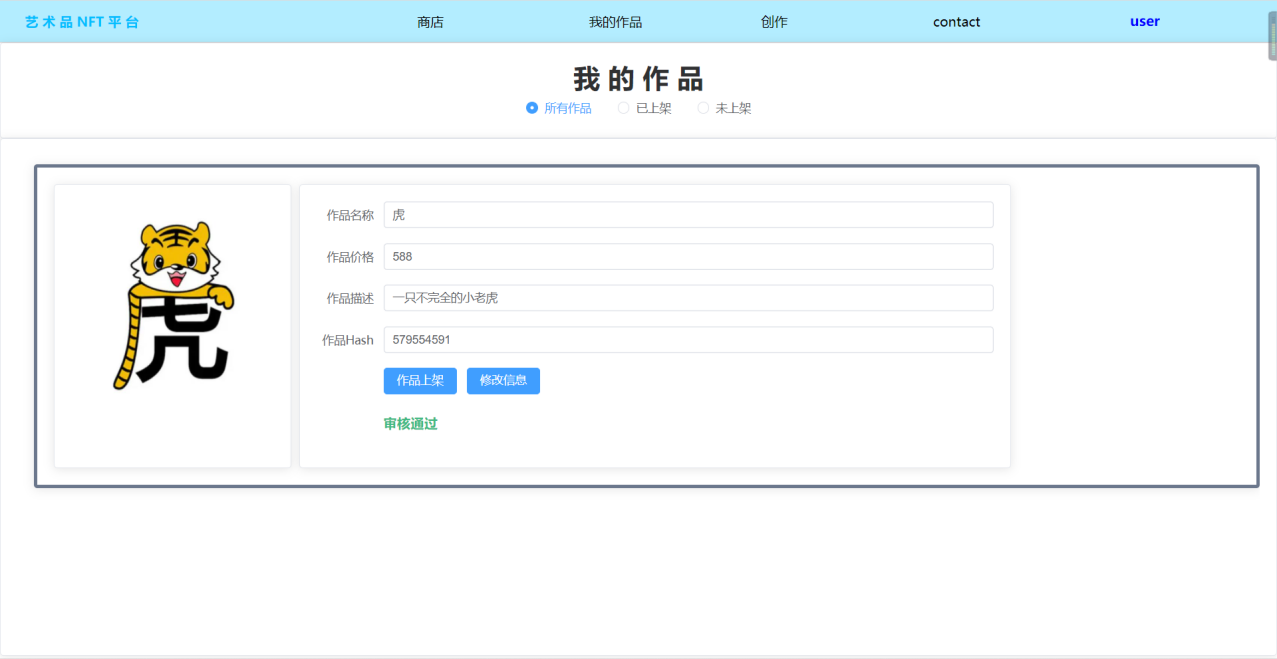 艺 术 品 NFT 平 台 商店 我的作品 创作 contact user
我 的 作 品
所有作品 已上架 未上架
虎
作品名称 虎
作品价格 588
作品描述 一只不完全的小老虎
作品Hash 579554591
作品上架 修改信息
审核通过